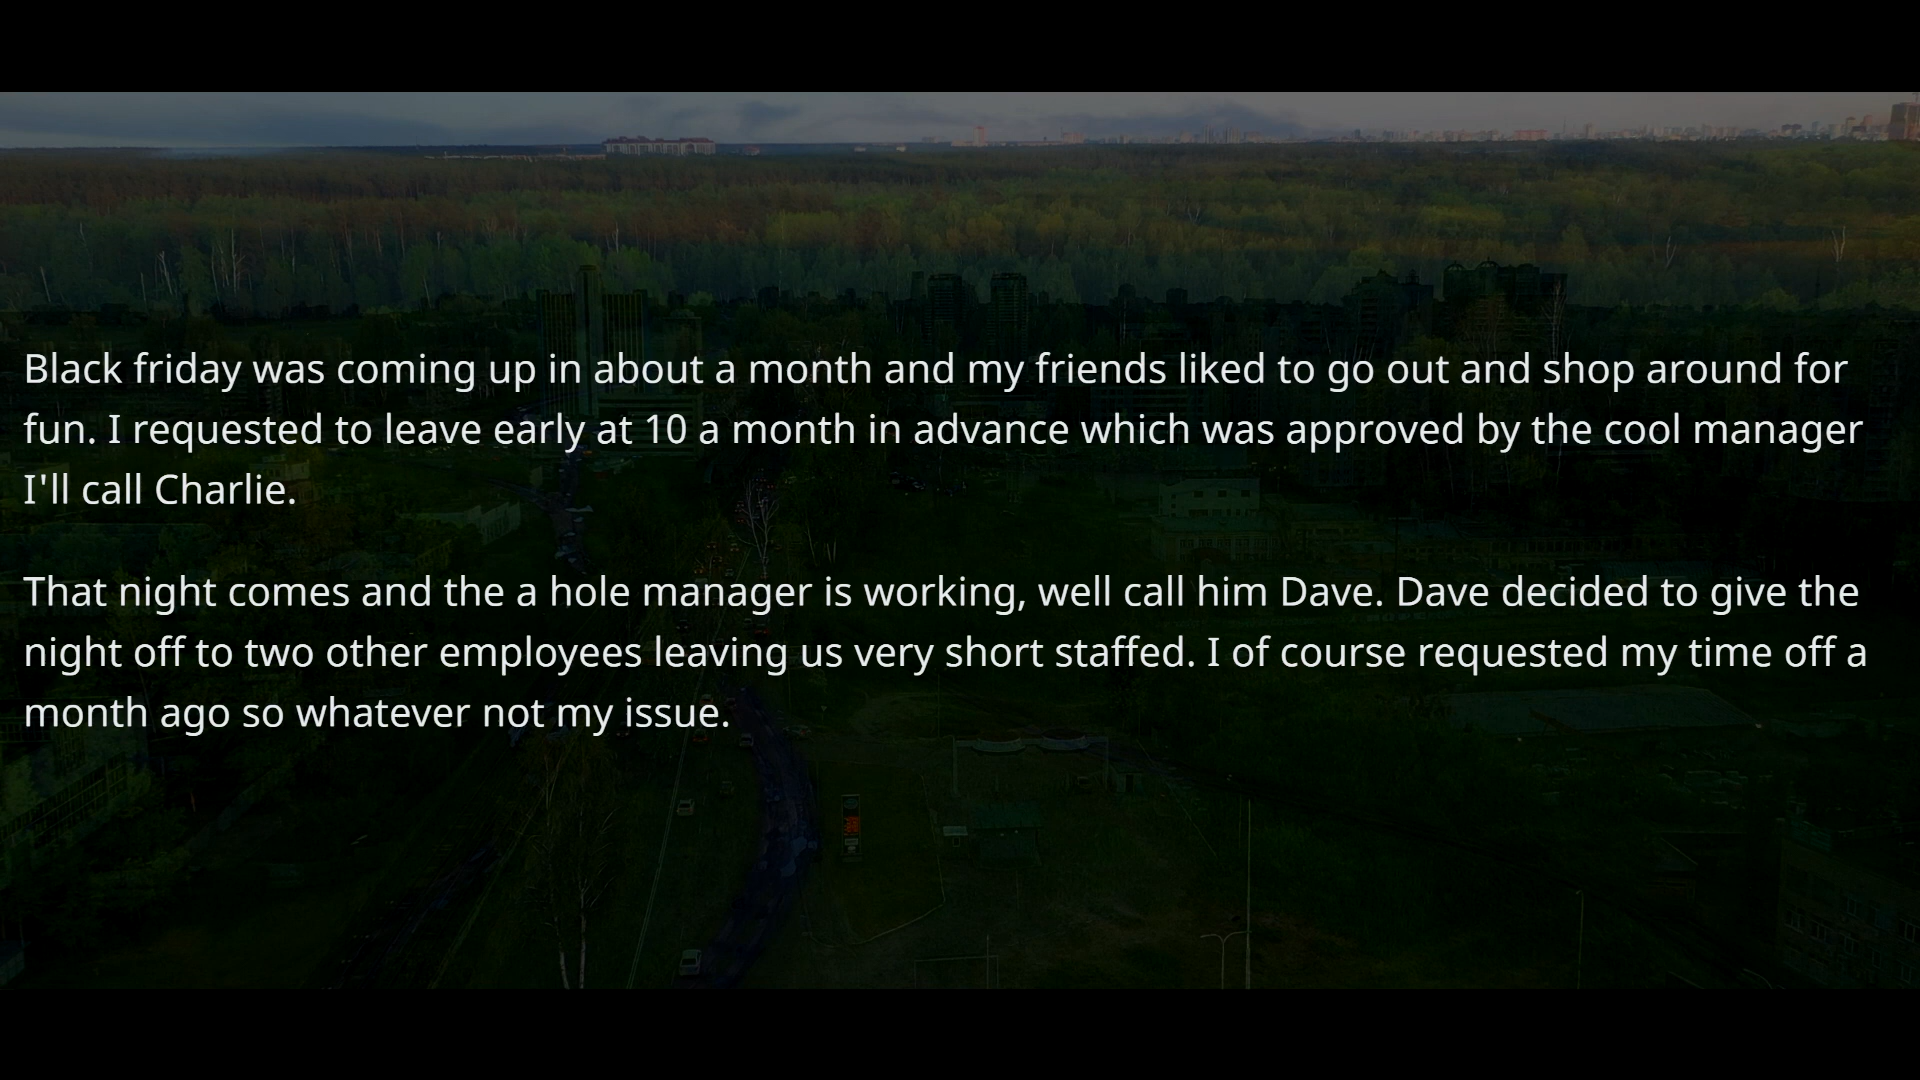 Black friday was coming up in about a month and my friends liked to go out and shop around for
fun. I requested to leave early at 10 a month in advance which was approved by the cool manager
I'll call Charlie.
That night comes and the a hole manager is working, well call him Dave. Dave decided to give the
night off to two other employees leaving us very short staffed. I of course requested my time off a
month ago so whatever not my issue.